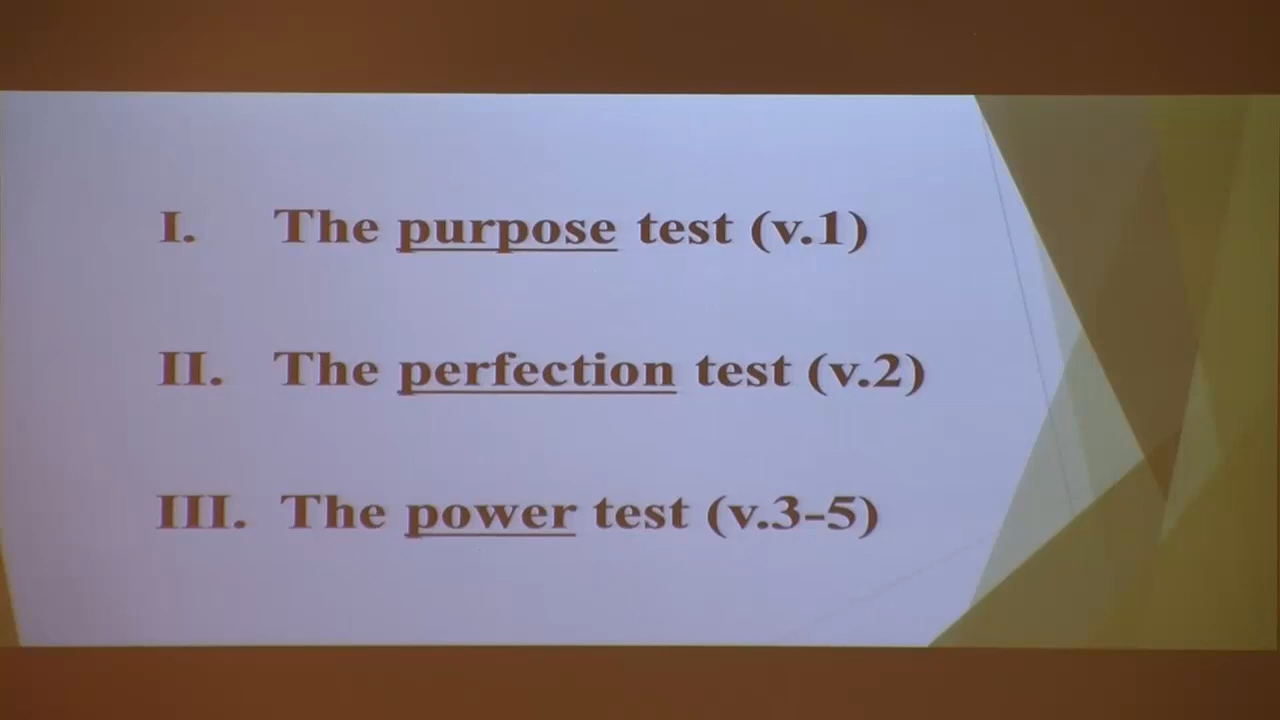 I. The purpose test (v.1)
II. The perfection test (v.2)
III. The power test (v.3-5)